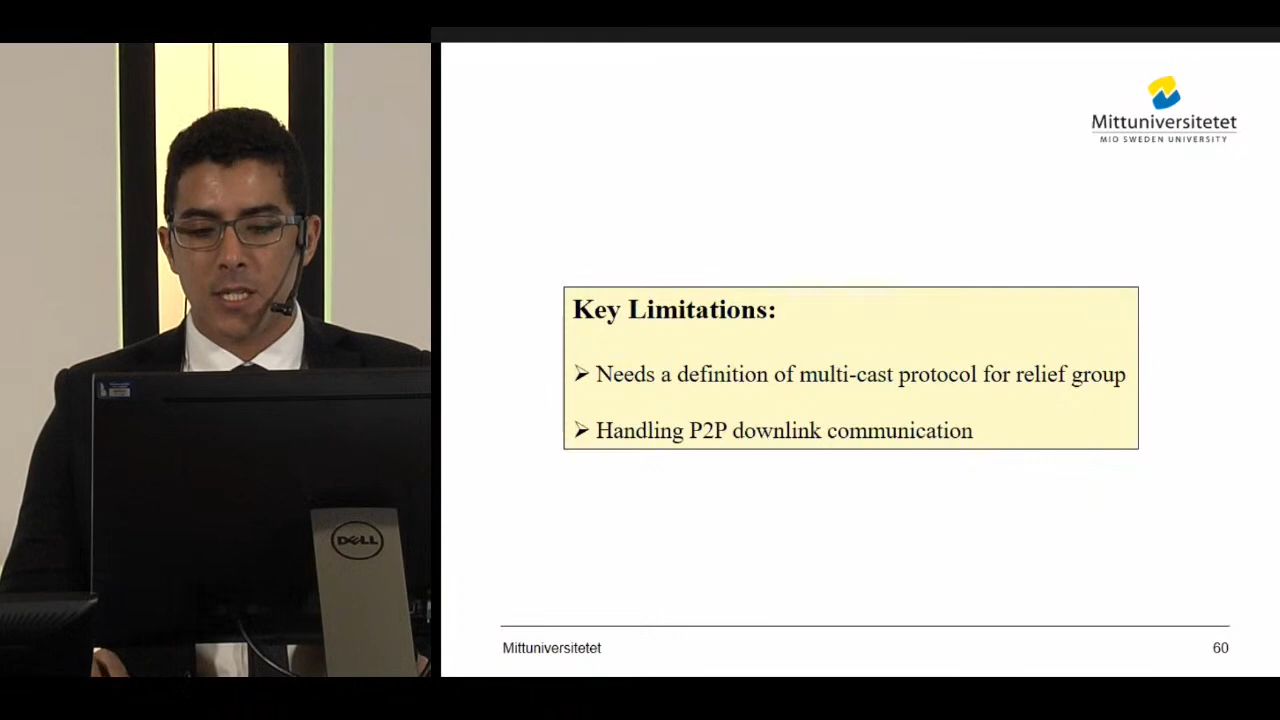 Mittuniversitetet
MID SWEDEN UNIVERSITY
Key Limitations:
➢ Needs a definition of multi-cast protocol for relief group
➢ Handling P2P downlink communication
DELL
Mittuniversitetet
60